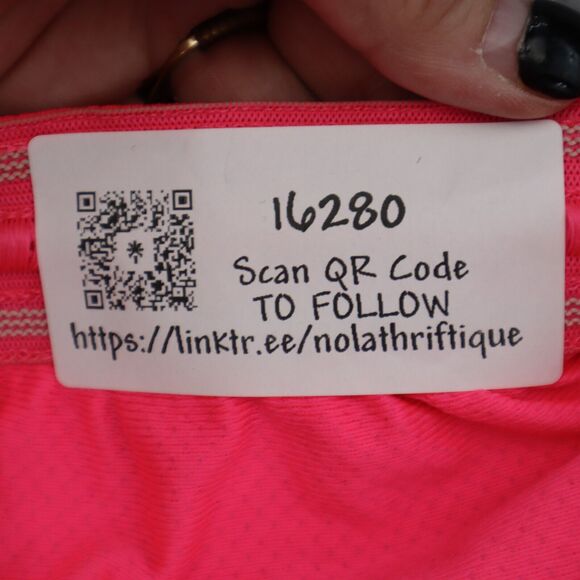 16280
Scan QR Code
TO FOLLOW
https://linktr.ee/nolathriftique